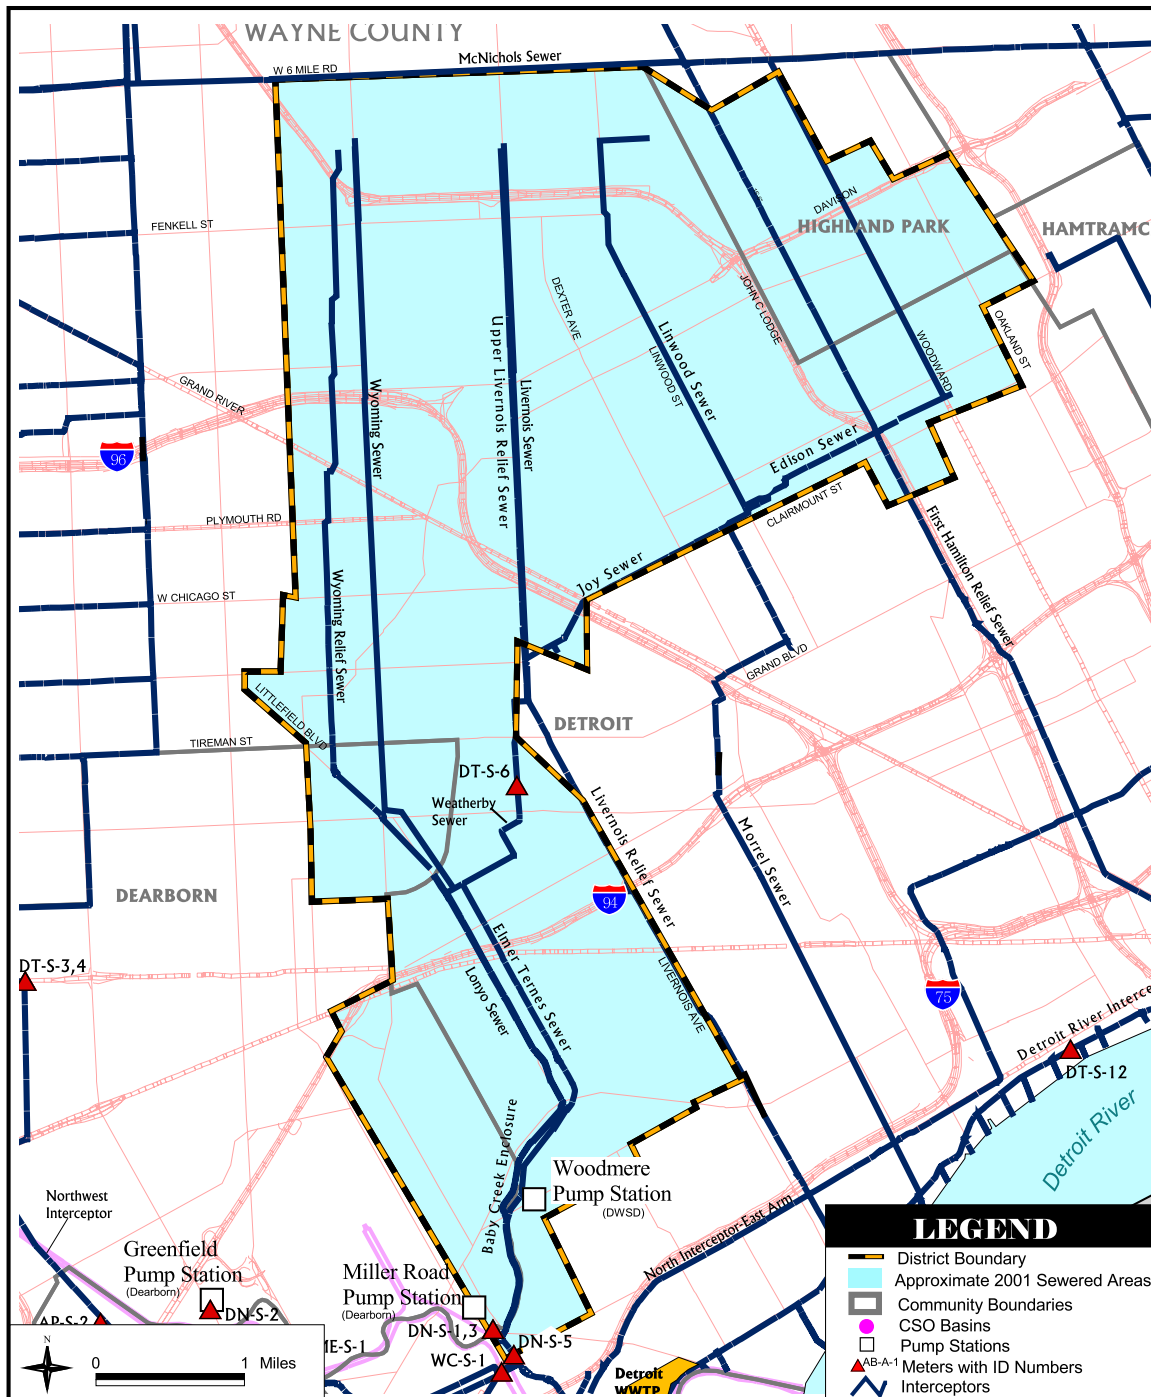 WAYNE COUNTY
McNichols Sewer
W 6 MILE RD
DAVISON
FENKELL ST
HIGHLAND PARK
HAMTRAMC
DEXTER AVE
JOHN C LODGE
OAKLAND ST
WOODWARD
Upper Livernois Relief Sewer
Livernois Sewer
Linwood Sewer
LINWOOD ST
GRAND RIVER
Wyoming Sewer
96
Edison Sewer
CLAIRMOUNT ST
PLYMOUTH RD
First Hamilton Relief Sewer
Joy Sewer
W CHICAGO ST
Wyoming Relief Sewer
GRAND BLVD
LITTLEFIELD BLVD
DETROIT
TIREMAN ST
DT-S-6
Weatherby
Sewer
Livernois Relief Sewer
Morrel Sewer
DEARBORN
94
Elmer Ternes Sewer
Lonyo Sewer
DT-S-3,4
LIVERNOIS AVE
75
Detroit River Interce
DT-S-12
Detroit River
Baby Creek Enclosure
Woodmere
Pump Station
(DWSD)
Northwest
Interceptor
North Interceptor-East Arm
Greenfield
Pump Station
(Dearborn)
DN-S-2
AP-S-2
Miller Road
Pump Station
(Dearborn)
DN-S-1,3
ME-S-1
DN-S-5
WC-S-1
Detroit
WWTP
N
0 1 Miles
LEGEND
District Boundary
Approximate 2001 Sewered Areas
Community Boundaries
CSO Basins
Pump Stations
AB-A-1 Meters with ID Numbers
Interceptors